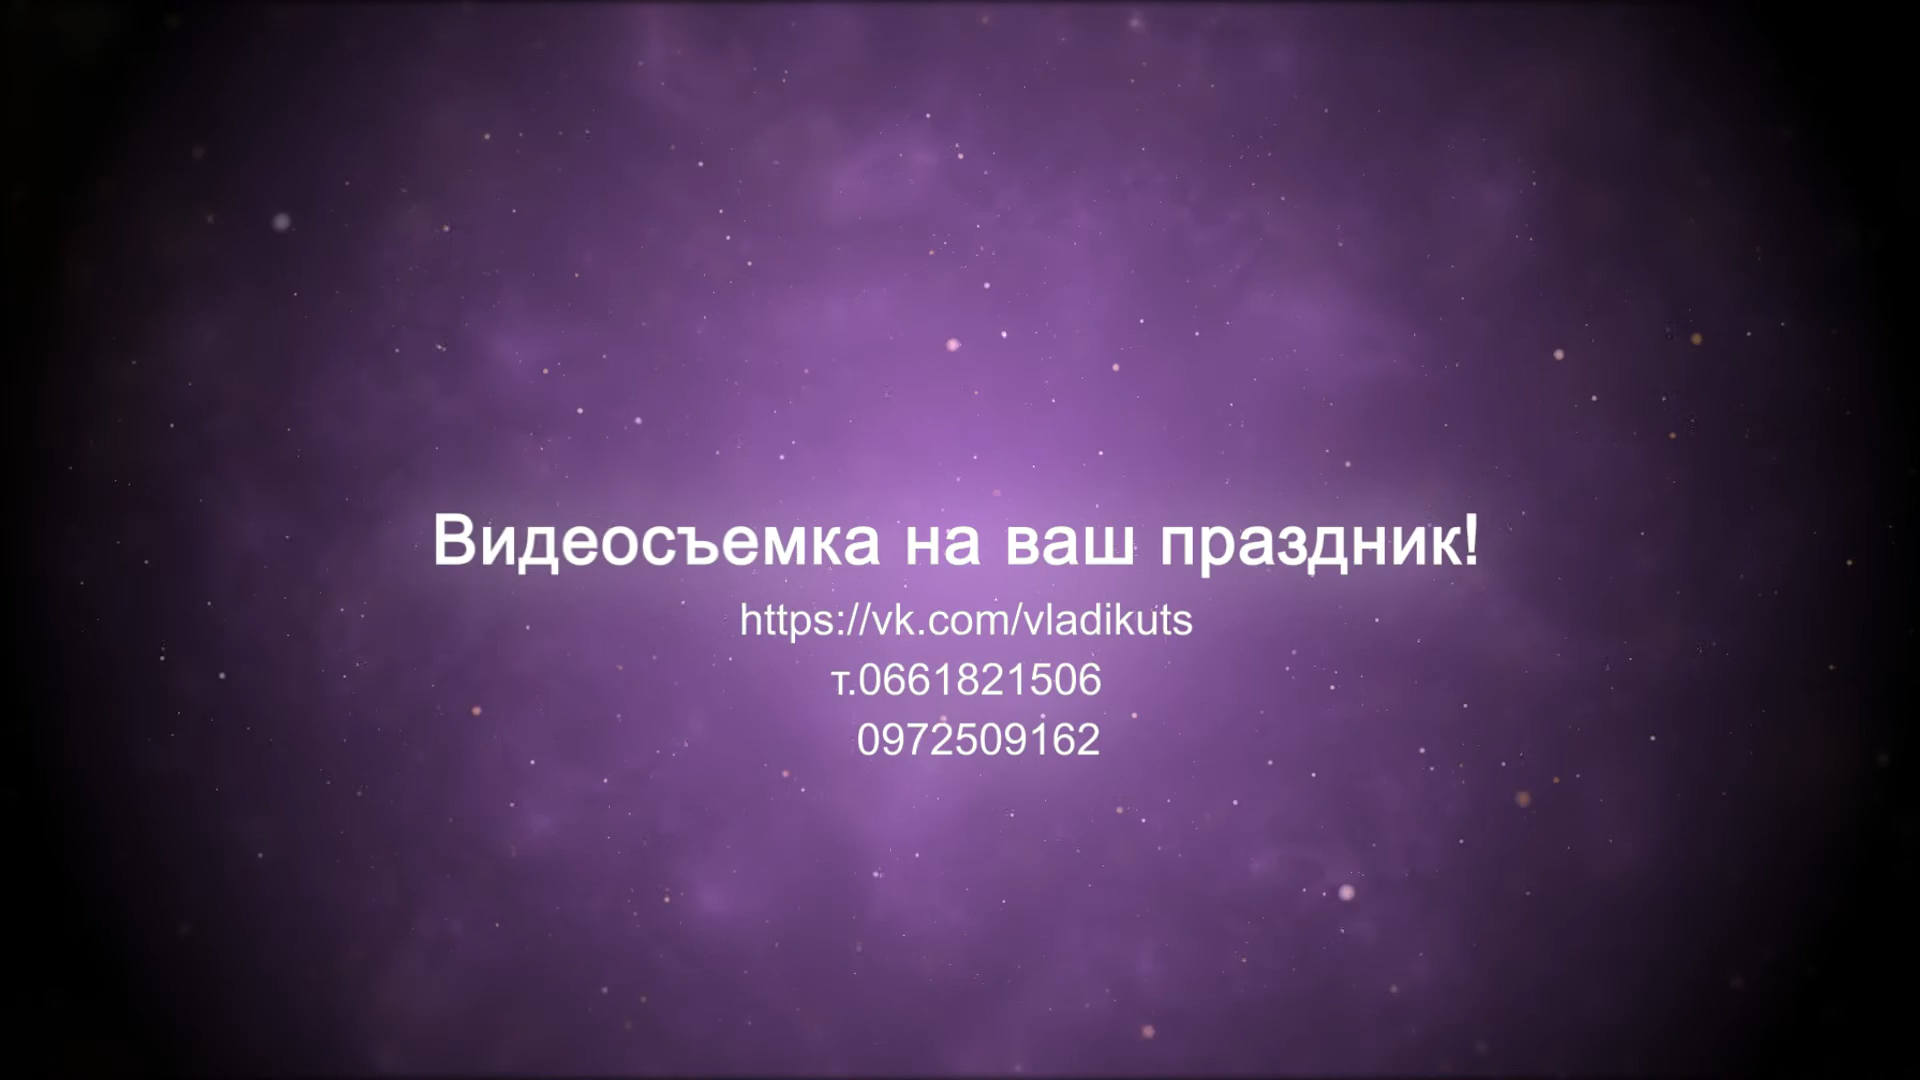 Видеосъемка на ваш праздник!
https://vk.com/vladikuts
т.0661821506
0972509162